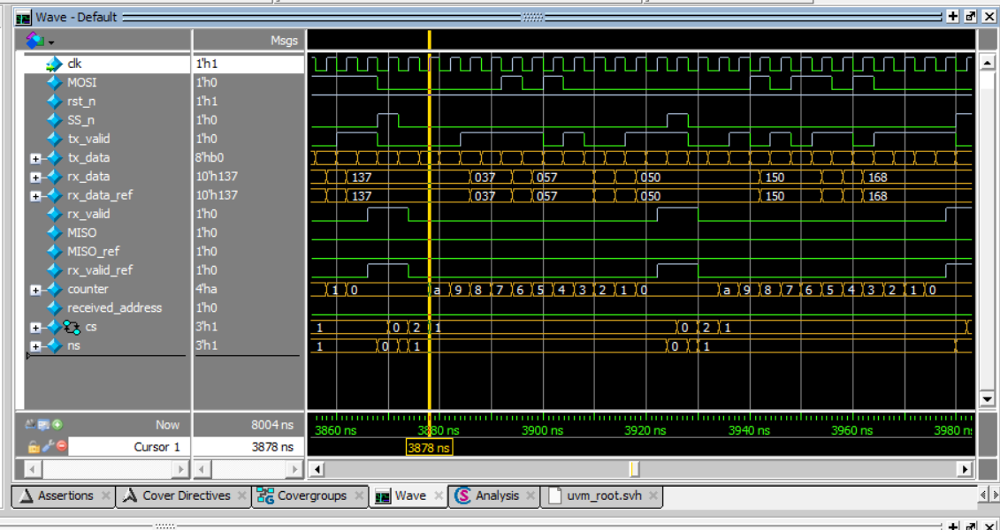 Wave - Default
Msgs
clk 1'h1
MOSI 1'h0
rst_n 1'h1
SS_n 1'h0
tx_valid 1'h0
tx_data 8'hb0
rx_data 10'h137 137 037 057 050 150 168
rx_data_ref 10'h137 137 037 057 050 150 168
rx_valid 1'h0
MISO 1'h0
MISO_ref 1'h0
rx_valid_ref 1'h0
counter 4'ha 1 0 a 9 8 7 6 5 4 3 2 1 0 a 9 8 7 6 5 4 3 2 1 0
received_address 1'h0
cs 3'h1 1 0 2 1 0 2 1
ns 3'h1 1 0 1 0 1
Now 8004 ns 3860 ns 3880 ns 3900 ns 3920 ns 3940 ns 3960 ns 3980 ns
Cursor 1 3878 ns 3878 ns
Assertions Cover Directives Covergroups Wave Analysis uvm_root.svh